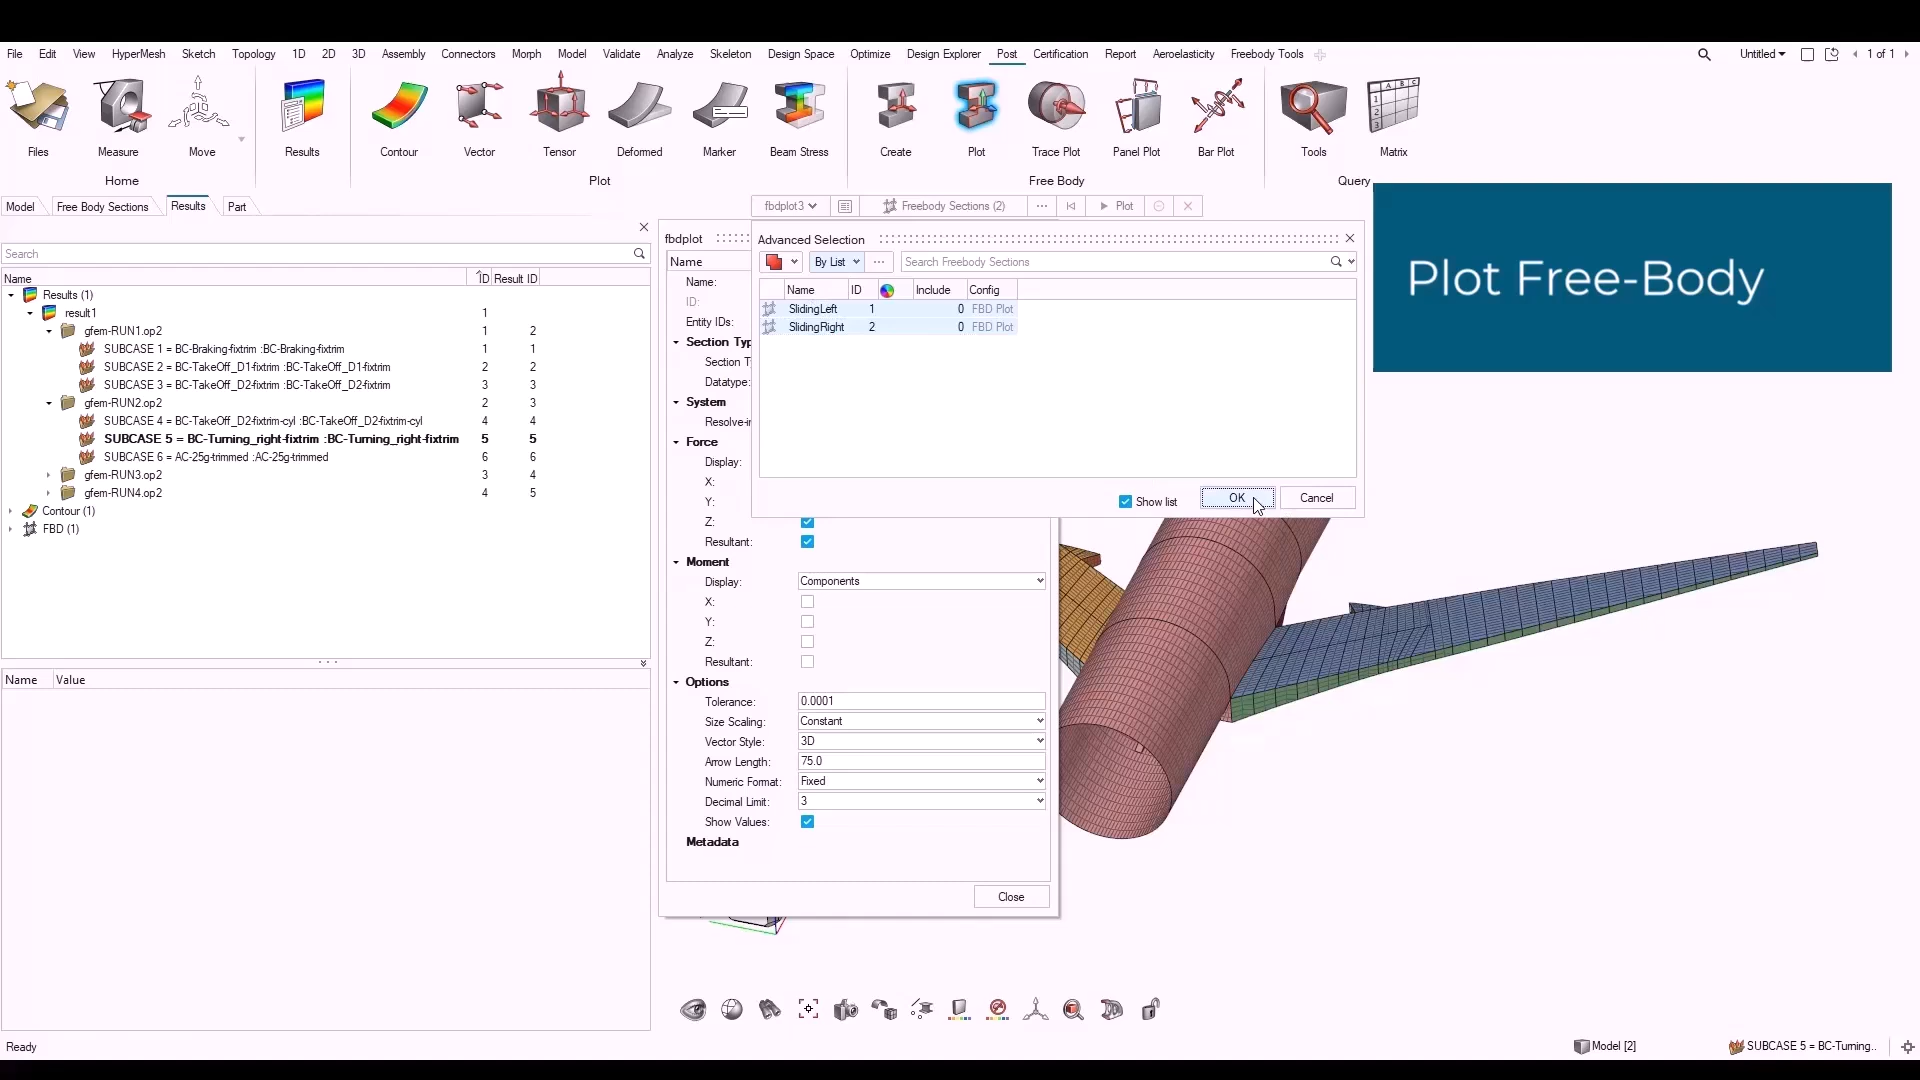 File Edit View HyperMesh Sketch Topology 1D 2D 3D Assembly Connectors Morph Model Validate Analyze Skeleton Design Space Optimize Design Explorer Post Certification Report Aeroelasticity Freebody Tools Untitled 1 of 1
Files Measure Move Results Contour Vector Tensor Deformed Marker Beam Stress Create Plot Trace Plot Panel Plot Bar Plot Tools Matrix
Home Plot Free Body Query
Model Free Body Sections Results Part
fbdplot3 Freebody Sections (2) ... Plot
Search
Name ID Result ID
Results (1)
result1 1
gfem-RUN1.op2 1 2
SUBCASE 1 = BC-Braking-fixtrim :BC-Braking-fixtrim 1 1
SUBCASE 2 = BC-TakeOff_D1-fixtrim :BC-TakeOff_D1-fixtrim 2 2
SUBCASE 3 = BC-TakeOff_D2-fixtrim :BC-TakeOff_D2-fixtrim 3 3
gfem-RUN2.op2 2 3
SUBCASE 4 = BC-TakeOff_D2-fixtrim-cyl :BC-TakeOff_D2-fixtrim-cyl 4 4
SUBCASE 5 = BC-Turning_right-fixtrim :BC-Turning_right-fixtrim 5 5
SUBCASE 6 = AC-25g-trimmed :AC-25g-trimmed 6 6
gfem-RUN3.op2 3 4
gfem-RUN4.op2 4 5
Contour (1)
FBD (1)
Name Value
fbdplot
Name
Name:
ID:
Entity IDs:
Section Typ
Section T
Datatype:
System
Resolve-i
Force
Display:
X:
Y:
Z:
Resultant:
Moment
Display: Components
X:
Y:
Z:
Resultant:
Options
Tolerance: 0.0001
Size Scaling: Constant
Vector Style: 3D
Arrow Length: 75.0
Numeric Format: Fixed
Decimal Limit: 3
Show Values:
Metadata
Close
Advanced Selection
By List ... Search Freebody Sections
Name ID Include Config
SlidingLeft 1 0 FBD Plot
SlidingRight 2 0 FBD Plot
Show list OK Cancel
Plot Free-Body
Ready Model [2] SUBCASE 5 = BC-Turning..